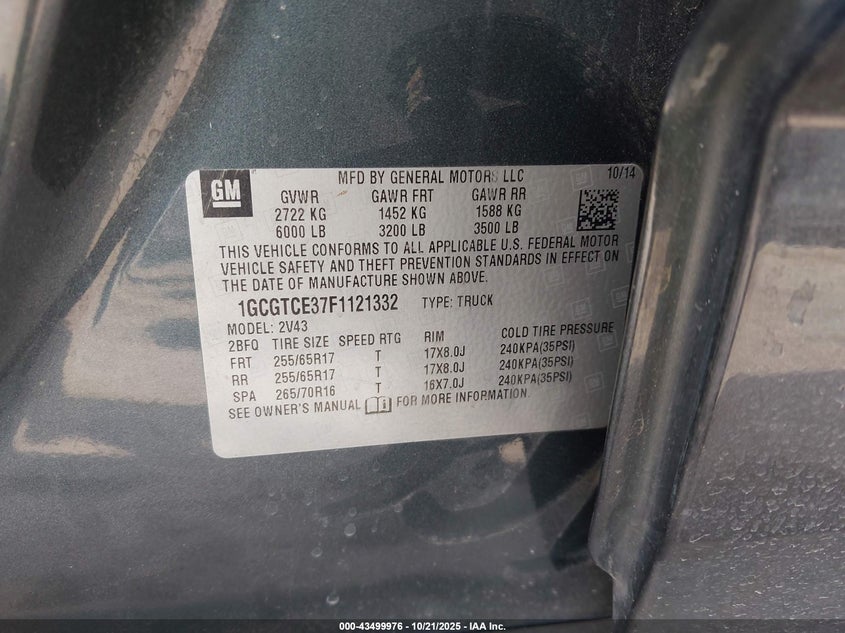 GM
MFD BY GENERAL MOTORS LLC 10/14
GVWR GAWR FRT GAWR RR
2722 KG 1452 KG 1588 KG
6000 LB 3200 LB 3500 LB
THIS VEHICLE CONFORMS TO ALL APPLICABLE U.S. FEDERAL MOTOR
VEHICLE SAFETY AND THEFT PREVENTION STANDARDS IN EFFECT ON
THE DATE OF MANUFACTURE SHOWN ABOVE.
1GCGTCE37F1121332 TYPE: TRUCK
MODEL: 2V43
2BFQ TIRE SIZE SPEED RTG RIM COLD TIRE PRESSURE
FRT 255/65R17 T 17X8.0J 240KPA(35PSI)
RR 255/65R17 T 17X8.0J 240KPA(35PSI)
SPA 265/70R16 T 16X7.0J 240KPA(35PSI)
SEE OWNER'S MANUAL FOR MORE INFORMATION.
000-43499976 - 10/21/2025 - IAA Inc.